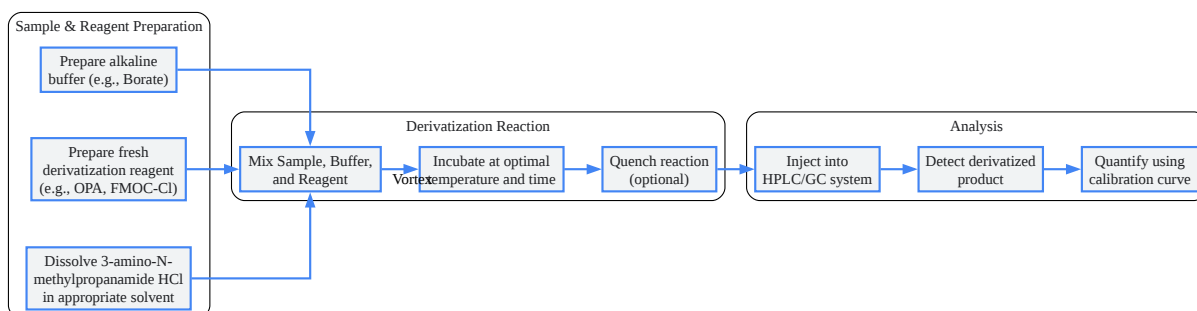 Sample & Reagent Preparation
Prepare alkaline
buffer (e.g., Borate)
Prepare fresh
derivatization reagent
(e.g., OPA, FMOC-Cl)
Dissolve 3-amino-N-
methylpropanamide HCl
in appropriate solvent
Derivatization Reaction
Mix Sample, Buffer,
and Reagent
Vortex
Incubate at optimal
temperature and time
Quench reaction
(optional)
Analysis
Inject into
HPLC/GC system
Detect derivatized
product
Quantify using
calibration curve